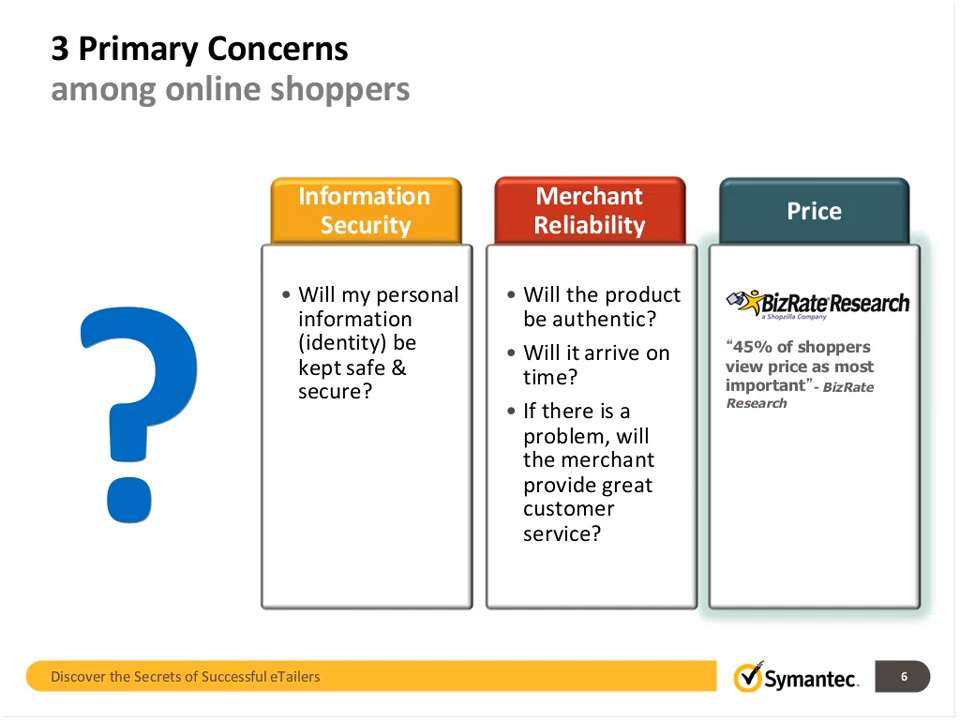 3 Primary Concerns
among online shoppers
?
Information
Security
• Will my personal
information
(identity) be
kept safe &
secure?
Merchant
Reliability
• Will the product
be authentic?
• Will it arrive on
time?
• If there is a
problem, will
the merchant
provide great
customer
service?
Price
BizRate Research
a Shopzilla Company
“45% of shoppers
view price as most
important” - BizRate
Research
Discover the Secrets of Successful eTailers
Symantec™
6